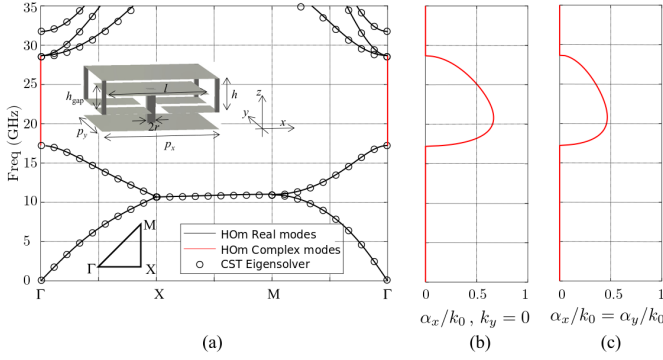 35
30
25
20
15
10
5
0
Freq (GHz)
h_gap
l
h
2r
p_y
p_x
z
y
x
M
Γ
X
HOm Real modes
HOm Complex modes
CST Eigensolver
Γ X M Γ
(a)
0 0.5 1
α_x/k_0 , k_y = 0
(b)
0 0.5 1
α_x/k_0 = α_y/k_0
(c)